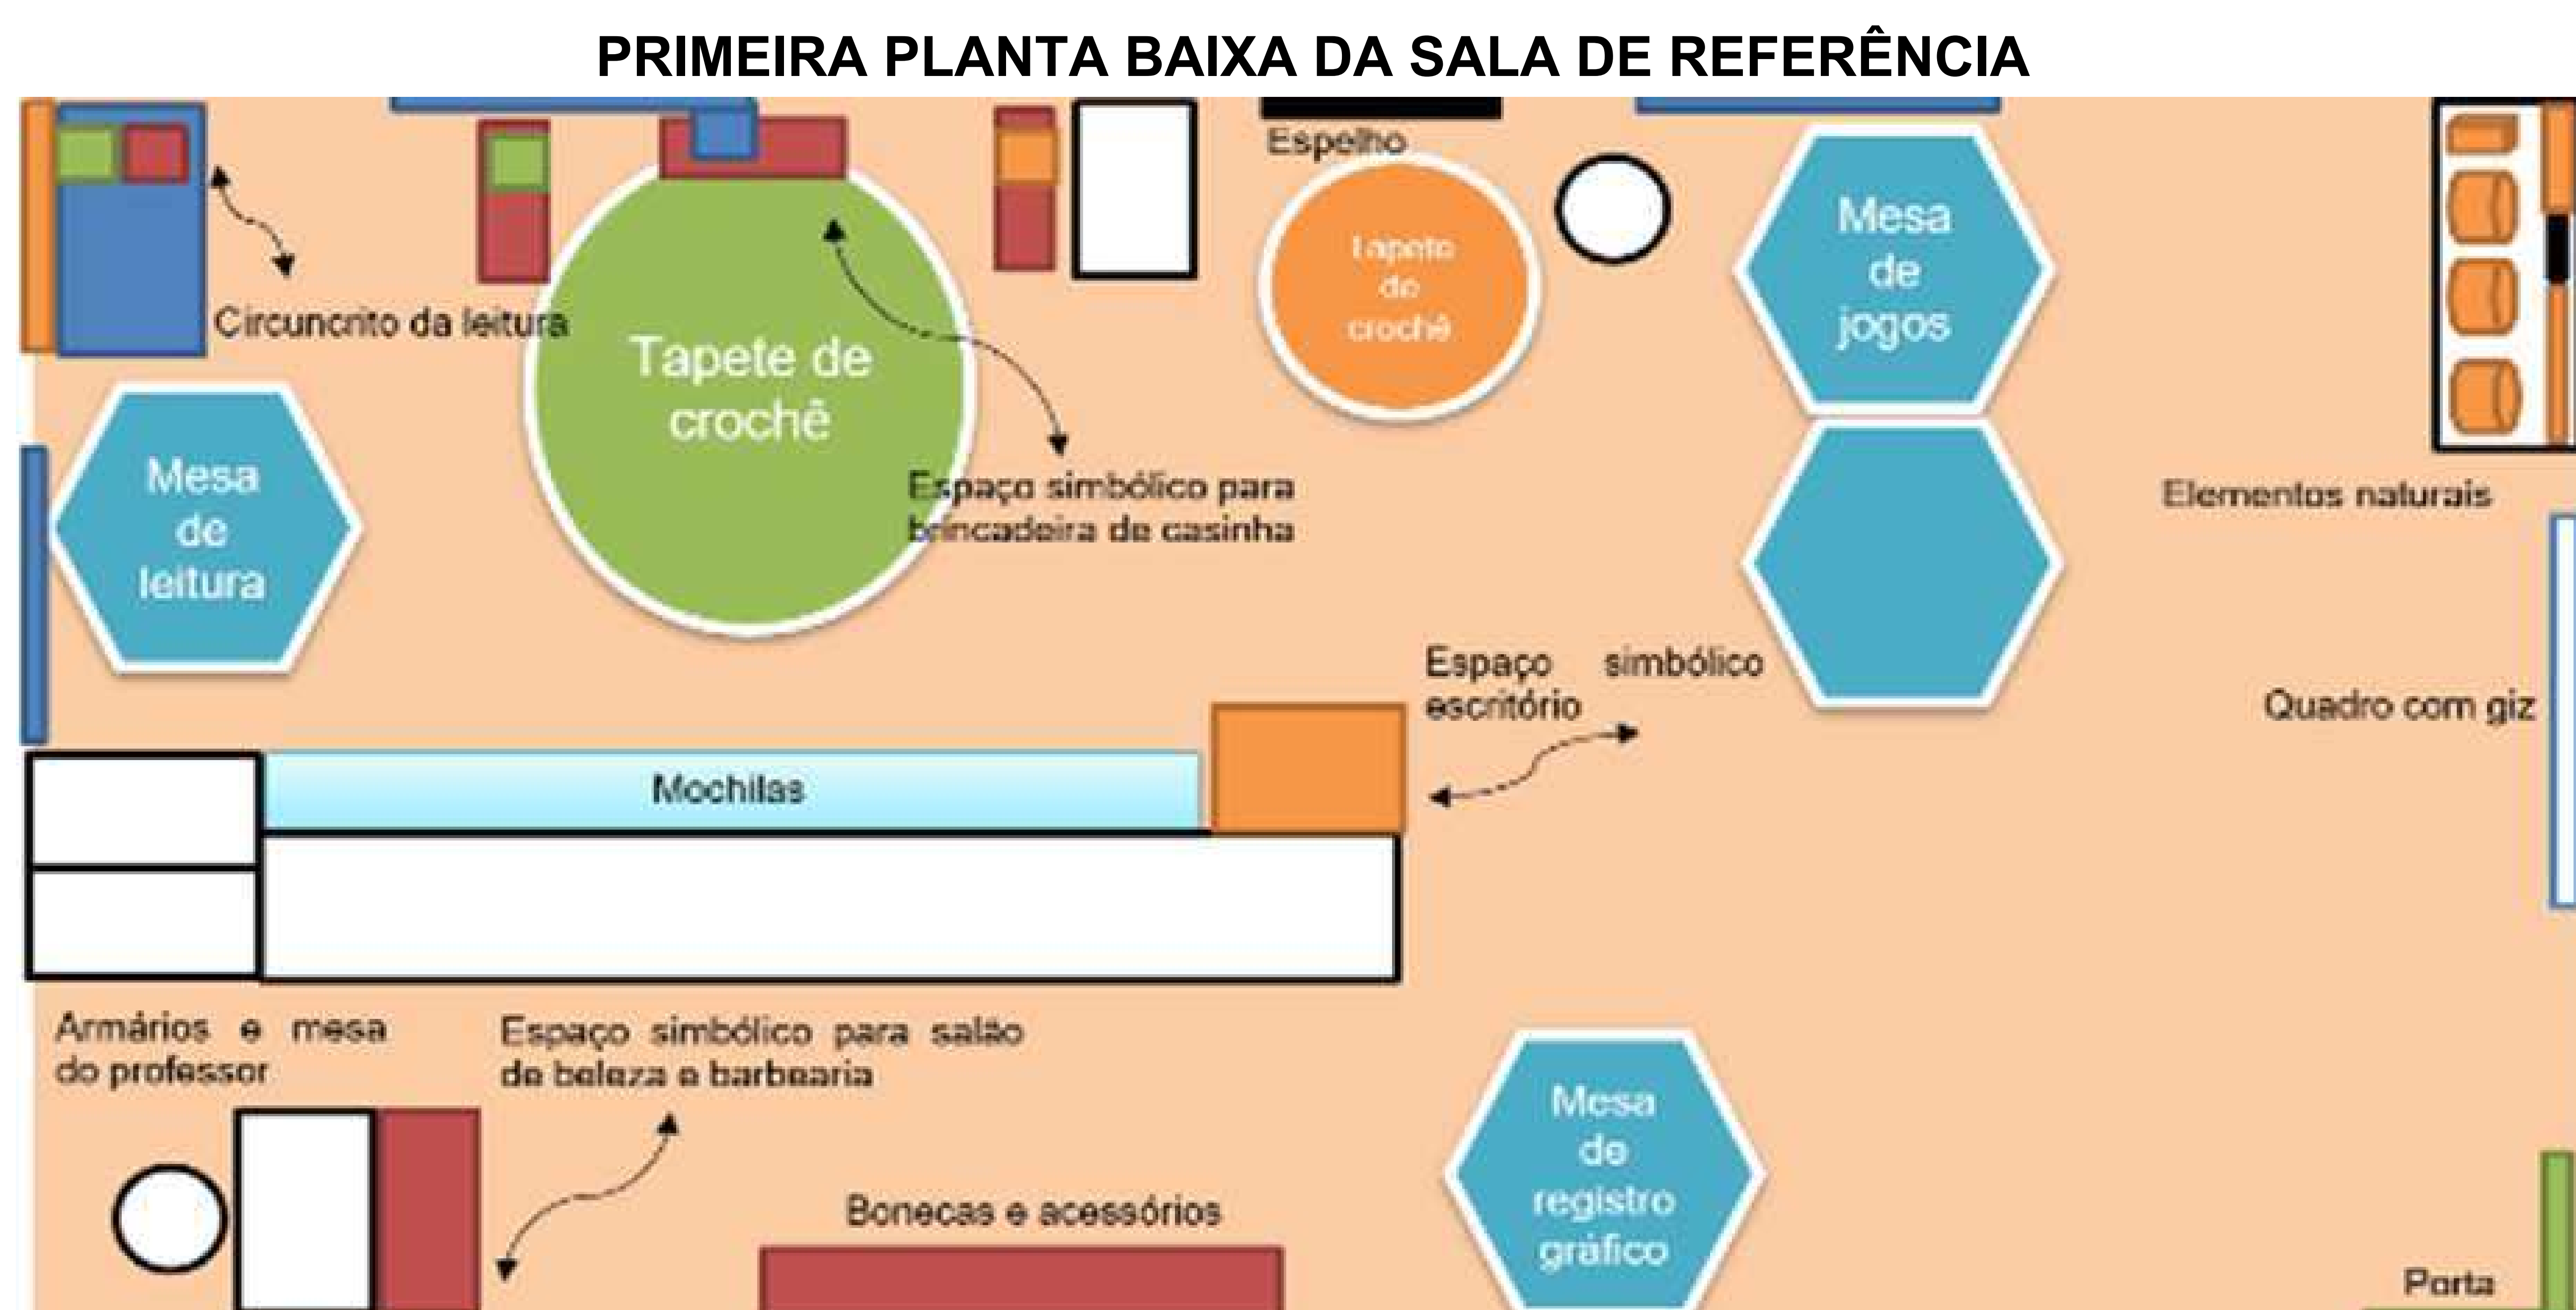 PRIMEIRA PLANTA BAIXA DA SALA DE REFERÊNCIA
Espelho
Circuncrito da leitura
Tapete de
crochê
Tapete
de
crochê
Mesa
de
jogos
Mesa
de
leitura
Espaço simbólico para
brincadeira de casinha
Elementos naturais
Espaço simbólico
escritório
Quadro com giz
Mochilas
Armários e mesa
do professor
Espaço simbólico para salão
de beleza e barbearia
Bonecas e acessórios
Mesa
de
registro
gráfico
Porta